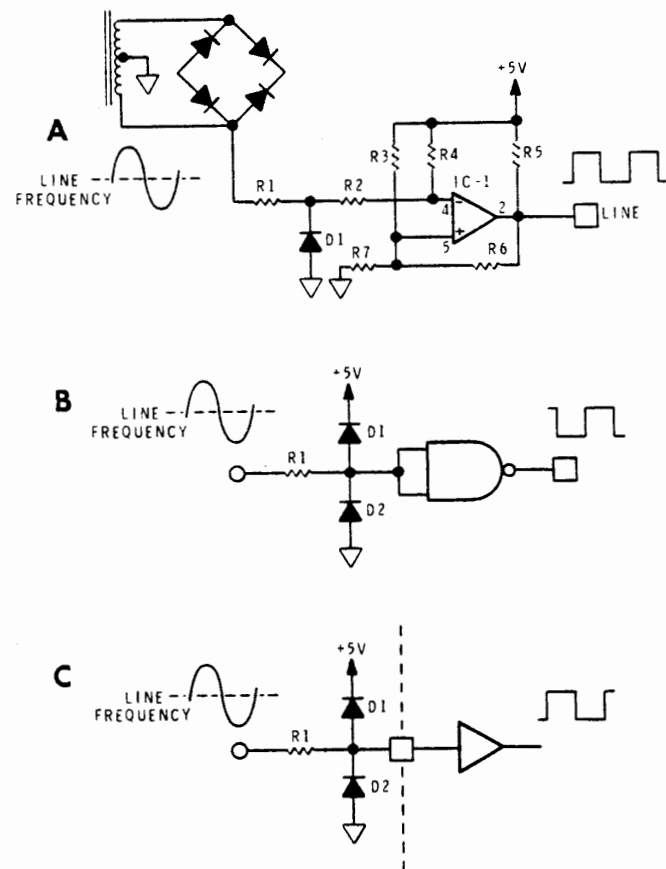 A
LINE
FREQUENCY
+5V
R3
R4
R5
R1
R2
IC-1
4
-
2
+
5
LINE
D1
R7
R6
B
LINE
FREQUENCY
+5V
D1
R1
D2
C
LINE
FREQUENCY
+5V
D1
R1
D2